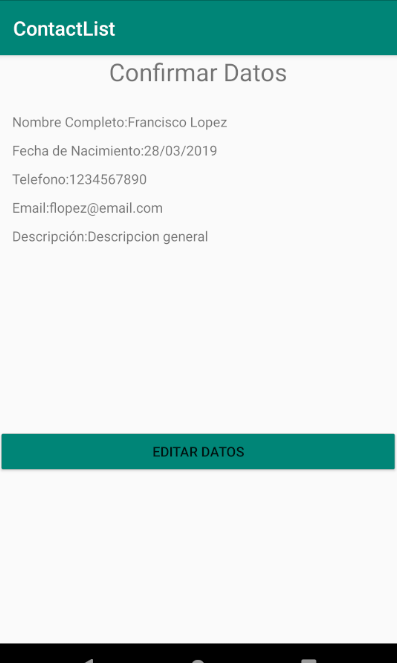 ContactList
Confirmar Datos
Nombre Completo:Francisco Lopez
Fecha de Nacimiento:28/03/2019
Telefono:1234567890
Email:flopez@email.com
Descripción:Descripcion general
EDITAR DATOS